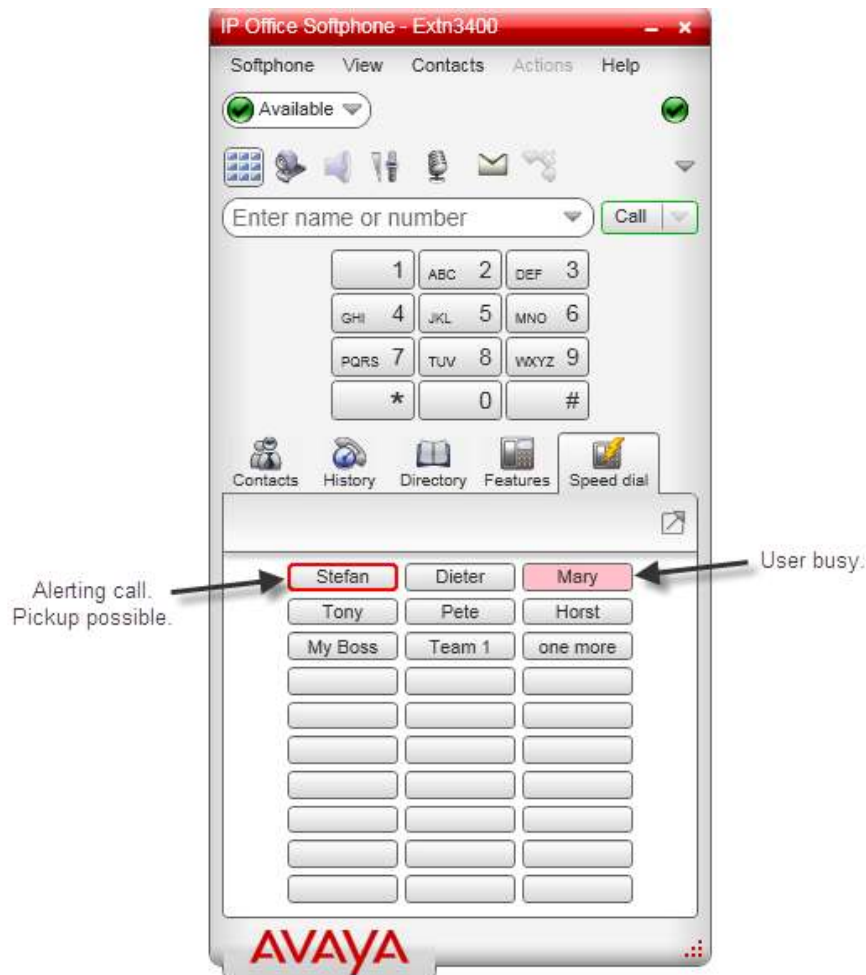 IP Office Softphone - Extn3400
Softphone View Contacts Actions Help
Available
Enter name or number Call
1 ABC 2 DEF 3
GHI 4 JKL 5 MNO 6
PQRS 7 TUV 8 WXYZ 9
* 0 #
Contacts History Directory Features Speed dial
User busy.
Alerting call.
Pickup possible.
Stefan Dieter Mary
Tony Pete Horst
My Boss Team 1 one more
AVAYA